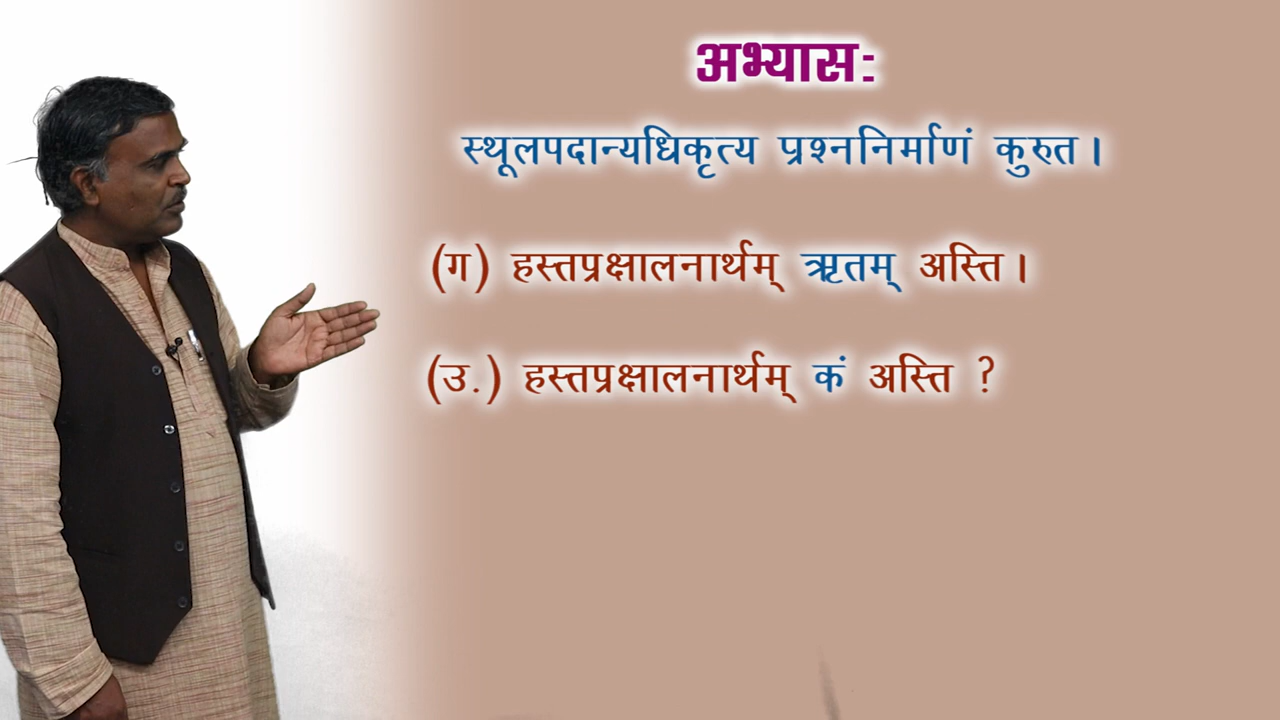 अभ्यासः
स्थूलपदान्यधिकृत्य प्रश्ननिर्माणं कुरुत।
(ग) हस्तप्रक्षालनार्थम् ऋतम् अस्ति।
(उ.) हस्तप्रक्षालनार्थम् कं अस्ति ?